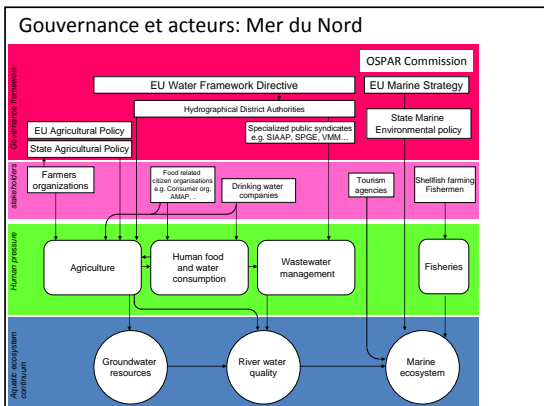 Gouvernance et acteurs: Mer du Nord
Governance framework
OSPAR Commission
EU Water Framework Directive
EU Marine Strategy
Hydrographical District Authorities
EU Agricultural Policy
State Agricultural Policy
Specialized public syndicates
e.g. SIAAP, SPGE, VMM…
State Marine
Environmental policy
stakeholders
Farmers
organizations
Food related
citizen organisations
e.g. Consumer org,
AMAP, ..
Drinking water
companies
Tourism
agencies
Shellfish farming
Fishermen
Human pressure
Agriculture
Human food
and water
consumption
Wastewater
management
Fisheries
Aquatic ecosystem
continuum
Groundwater
resources
River water
quality
Marine
ecosystem